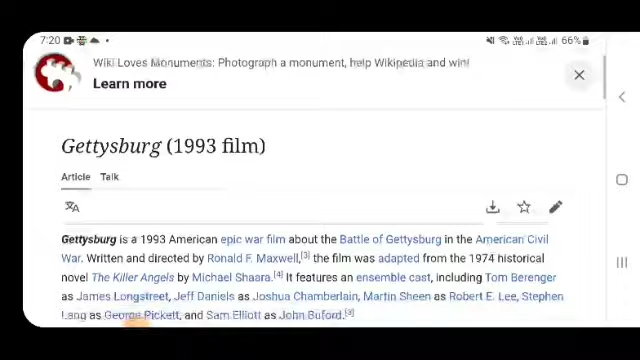 7:20
66%
Wiki Loves Monuments: Photograph a monument, help Wikipedia and win!
Learn more
Gettysburg (1993 film)
Article Talk
Gettysburg is a 1993 American epic war film about the Battle of Gettysburg in the American Civil
War. Written and directed by Ronald F. Maxwell,[3] the film was adapted from the 1974 historical
novel The Killer Angels by Michael Shaara.[4] It features an ensemble cast, including Tom Berenger
as James Longstreet, Jeff Daniels as Joshua Chamberlain, Martin Sheen as Robert E. Lee, Stephen
Lang as George Pickett, and Sam Elliott as John Buford.[3]